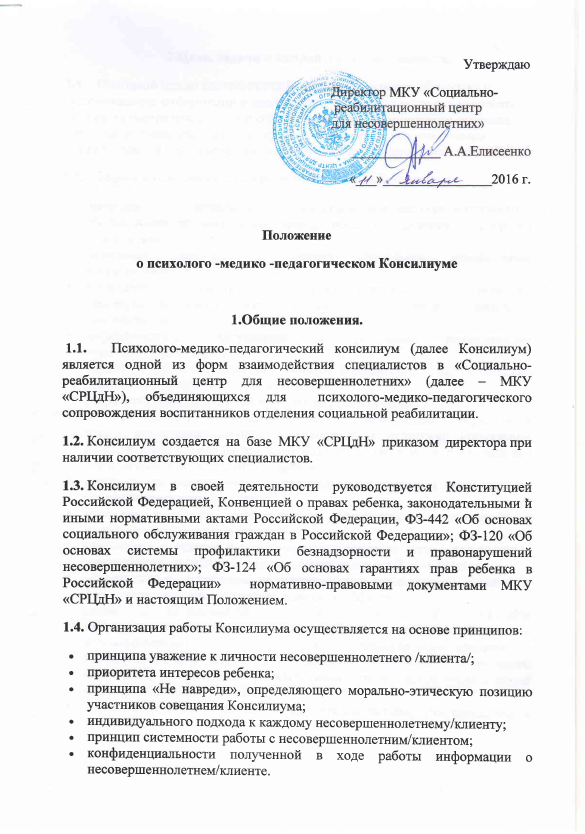 Утверждаю
Директор МКУ «Социально-
реабилитационный центр
для несовершеннолетних»
______________ А.А.Елисеенко
«11» января 2016 г.
Положение
о психолого -медико -педагогическом Консилиуме
1.Общие положения.
1.1. Психолого-медико-педагогический консилиум (далее Консилиум)
является одной из форм взаимодействия специалистов в «Социально-
реабилитационный центр для несовершеннолетних» (далее – МКУ
«СРЦдН»), объединяющихся для психолого-медико-педагогического
сопровождения воспитанников отделения социальной реабилитации.
1.2. Консилиум создается на базе МКУ «СРЦдН» приказом директора при
наличии соответствующих специалистов.
1.3. Консилиум в своей деятельности руководствуется Конституцией
Российской Федерацией, Конвенцией о правах ребенка, законодательными и
иными нормативными актами Российской Федерации, ФЗ-442 «Об основах
социального обслуживания граждан в Российской Федерации»; ФЗ-120 «Об
основах системы профилактики безнадзорности и правонарушений
несовершеннолетних»; ФЗ-124 «Об основах гарантиях прав ребенка в
Российской Федерации» нормативно-правовыми документами МКУ
«СРЦдН» и настоящим Положением.
1.4. Организация работы Консилиума осуществляется на основе принципов:
• принципа уважение к личности несовершеннолетнего /клиента/;
• приоритета интересов ребенка;
• принципа «Не навреди», определяющего морально-этическую позицию
участников совещания Консилиума;
• индивидуального подхода к каждому несовершеннолетнему/клиенту;
• принцип системности работы с несовершеннолетним/клиентом;
• конфиденциальности полученной в ходе работы информации о
несовершеннолетнем/клиенте.